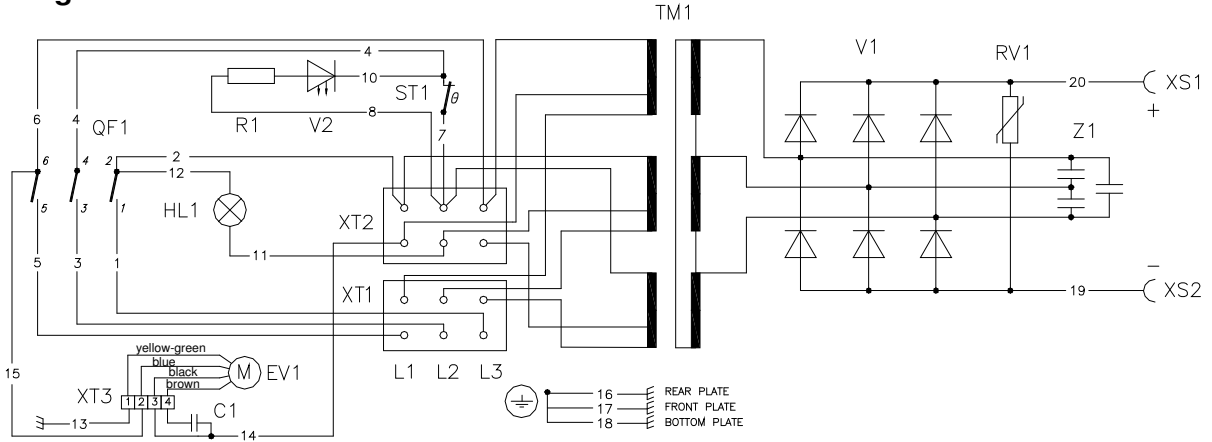 g
TM1
4
V1
RV1
10
20
XS1
ST1
θ
+
6
4
QF1
R1
V2
8
7
Z1
6
4
2
2
12
5
3
1
HL1
XT2
5
3
1
11
−
XT1
19
XS2
yellow-green
blue
black
brown
M
EV1
15
XT3
1 2 3 4
C1
L1 L2 L3
13
14
16
REAR PLATE
17
FRONT PLATE
18
BOTTOM PLATE